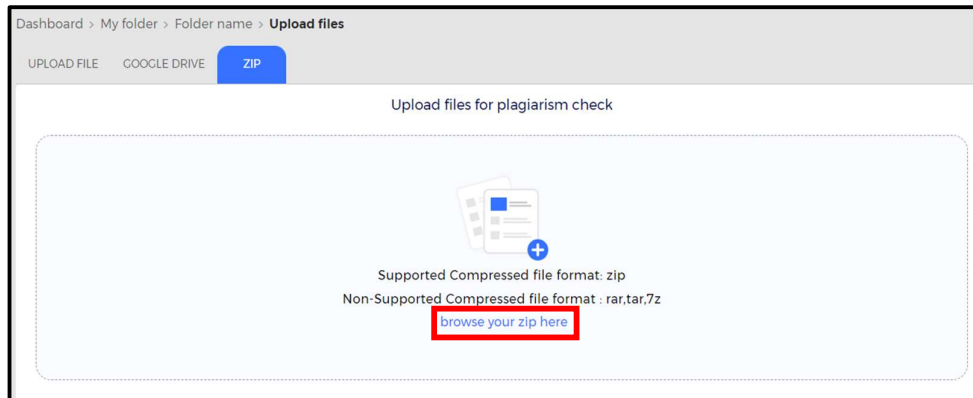 Dashboard > My folder > Folder name > Upload files
UPLOAD FILE GOOGLE DRIVE ZIP
Upload files for plagiarism check
Supported Compressed file format: zip
Non-Supported Compressed file format : rar,tar,7z
browse your zip here